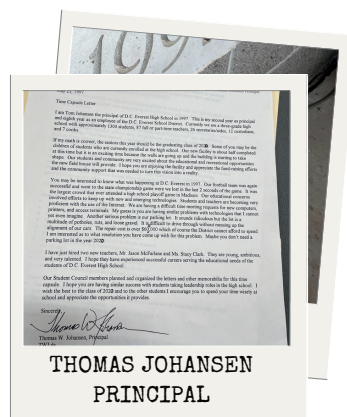 199
May 21, 1997
Time Capsule Letter
I am Tom Johansen the principal of D.C. Everest High School in 1997. This is my second year as principal
and eighth year as an employee of the D.C. Everest School District. Currently we are a three-grade high
school with approximately 1300 students, 87 full or part-time teachers, 26 secretaries/aides, 12 custodians,
and 7 cooks.
If my math is correct, the seniors this year should be the graduating class of 2020. Some of you may be the
children of students who are currently enrolled at the high school. Our new facility is about half completed
at this time but it is an exciting time because the walls are going up and the building is starting to take
shape. Our students and community are very excited about the educational and recreational opportunities
the new field house will provide. I hope you are enjoying the facility and appreciate the fund-raising efforts
and the community support that was needed to turn this vision into a reality.
You may be interested to know what was happening at D.C. Everest in 1997. Our football team was again
successful and went to the state championship game were we lost in the last 2 seconds of the game. It was
the largest crowd that ever attended a high school playoff game in Madison. Our educational concerns
involved efforts to keep up with new and emerging technologies. Students and teachers are becoming very
proficient with the use of the Internet. We are having a difficult time meeting requests for new computers,
printers, and access terminals. My guess is you are having similar problems with technologies that I cannot
yet even imagine. Another serious problem is our parking lot. It sounds ridiculous but the lot is a
multitude of potholes, ruts, and loose gravel. It is difficult to drive through without messing up the
alignment of our cars. The repair cost is over $60,000 which of course the District cannot afford to spend.
I am interested as to what resolution you have come up with for this problem. Maybe you don't need a
parking lot in the year 2020.
I have just hired two new teachers, Mr. Jason McFarlane and Ms. Stacy Clark. They are young, ambitious,
and very talented. I hope they have experienced successful careers serving the educational needs of the
students of D.C. Everest High School.
Our Student Council members planned and organized the letters and other memorabilia for this time
capsule. I hope you are having similar success with students taking leadership roles in the high school. I
wish the best to the class of 2020 and to the other students I encourage you to spend your time wisely at
school and appreciate the opportunities it provides.
Sincerely,
Thomas W. Johansen
Thomas W. Johansen, Principal
THOMAS JOHANSEN
PRINCIPAL